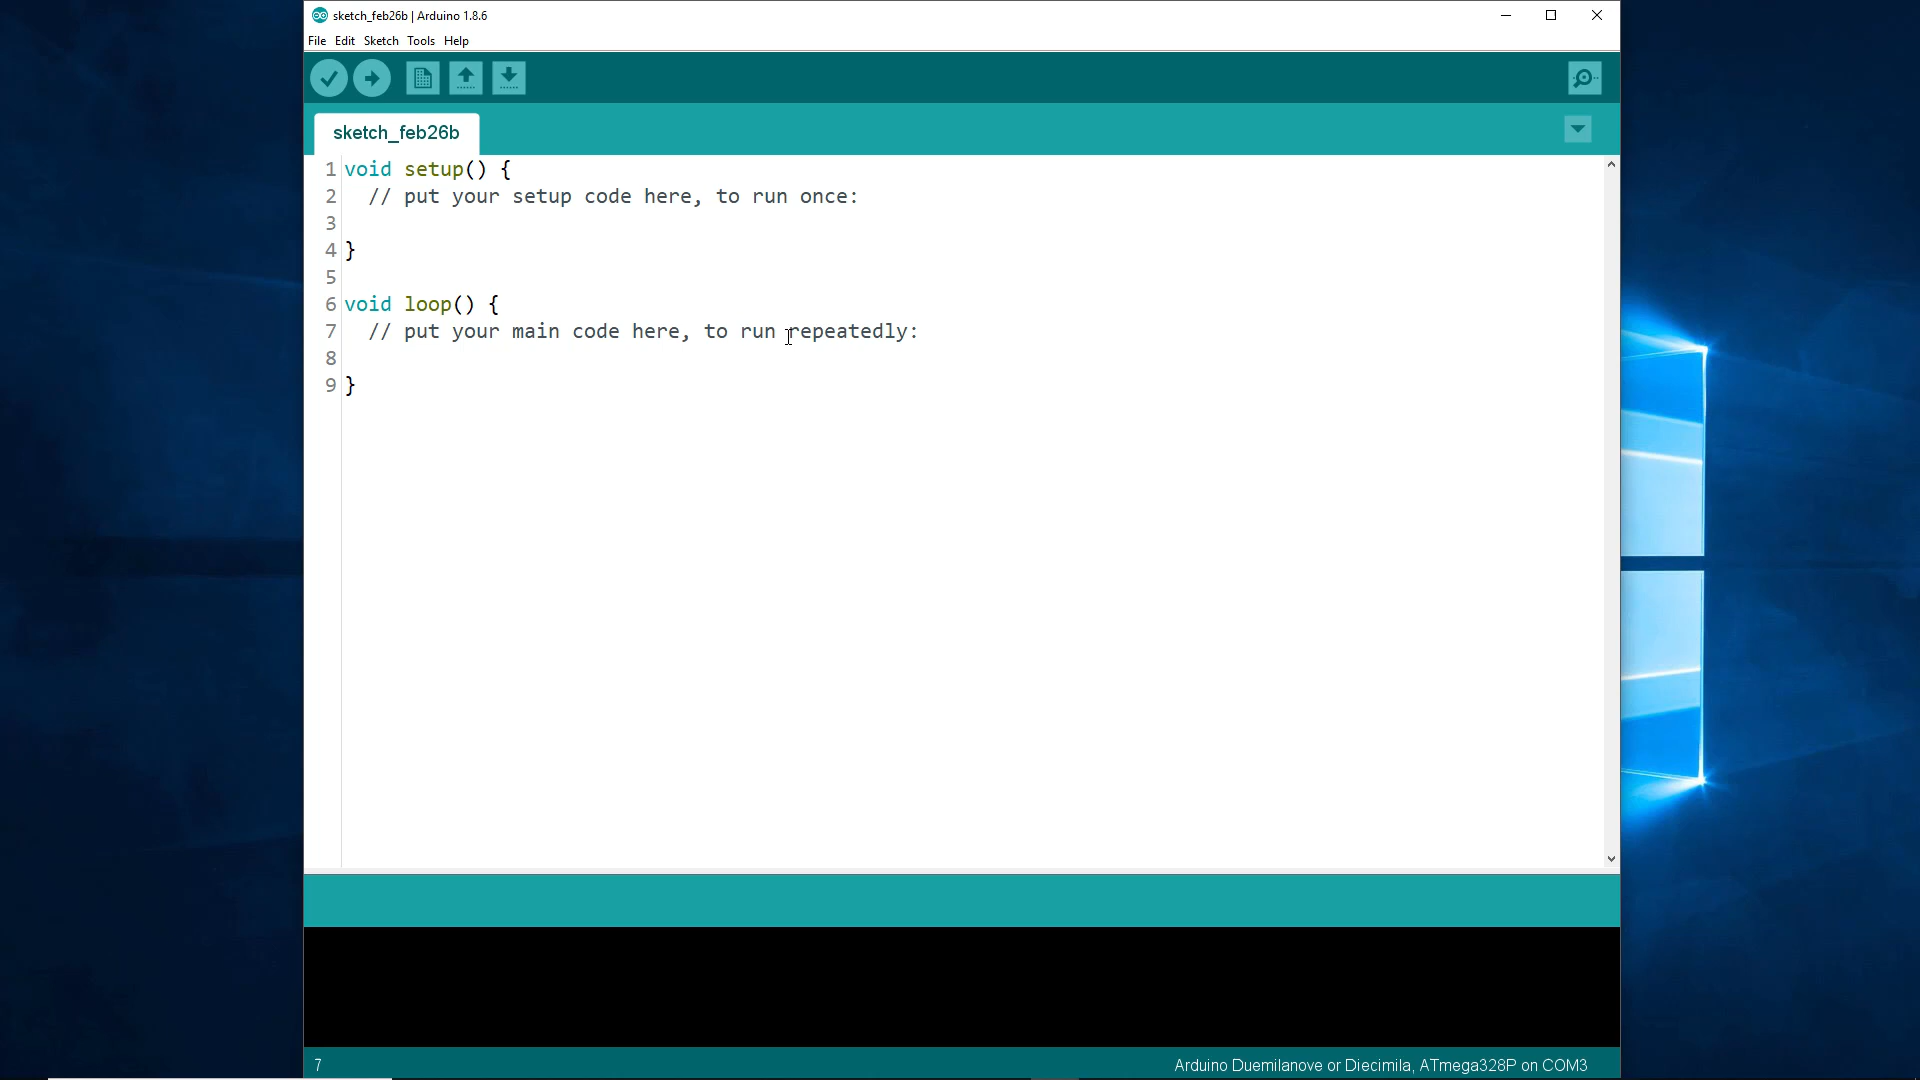 sketch_feb26b | Arduino 1.8.6
File Edit Sketch Tools Help
sketch_feb26b
1 void setup() {
2 // put your setup code here, to run once:
3
4 }
5
6 void loop() {
7 // put your main code here, to run repeatedly:
8
9 }
7 Arduino Duemilanove or Diecimila, ATmega328P on COM3